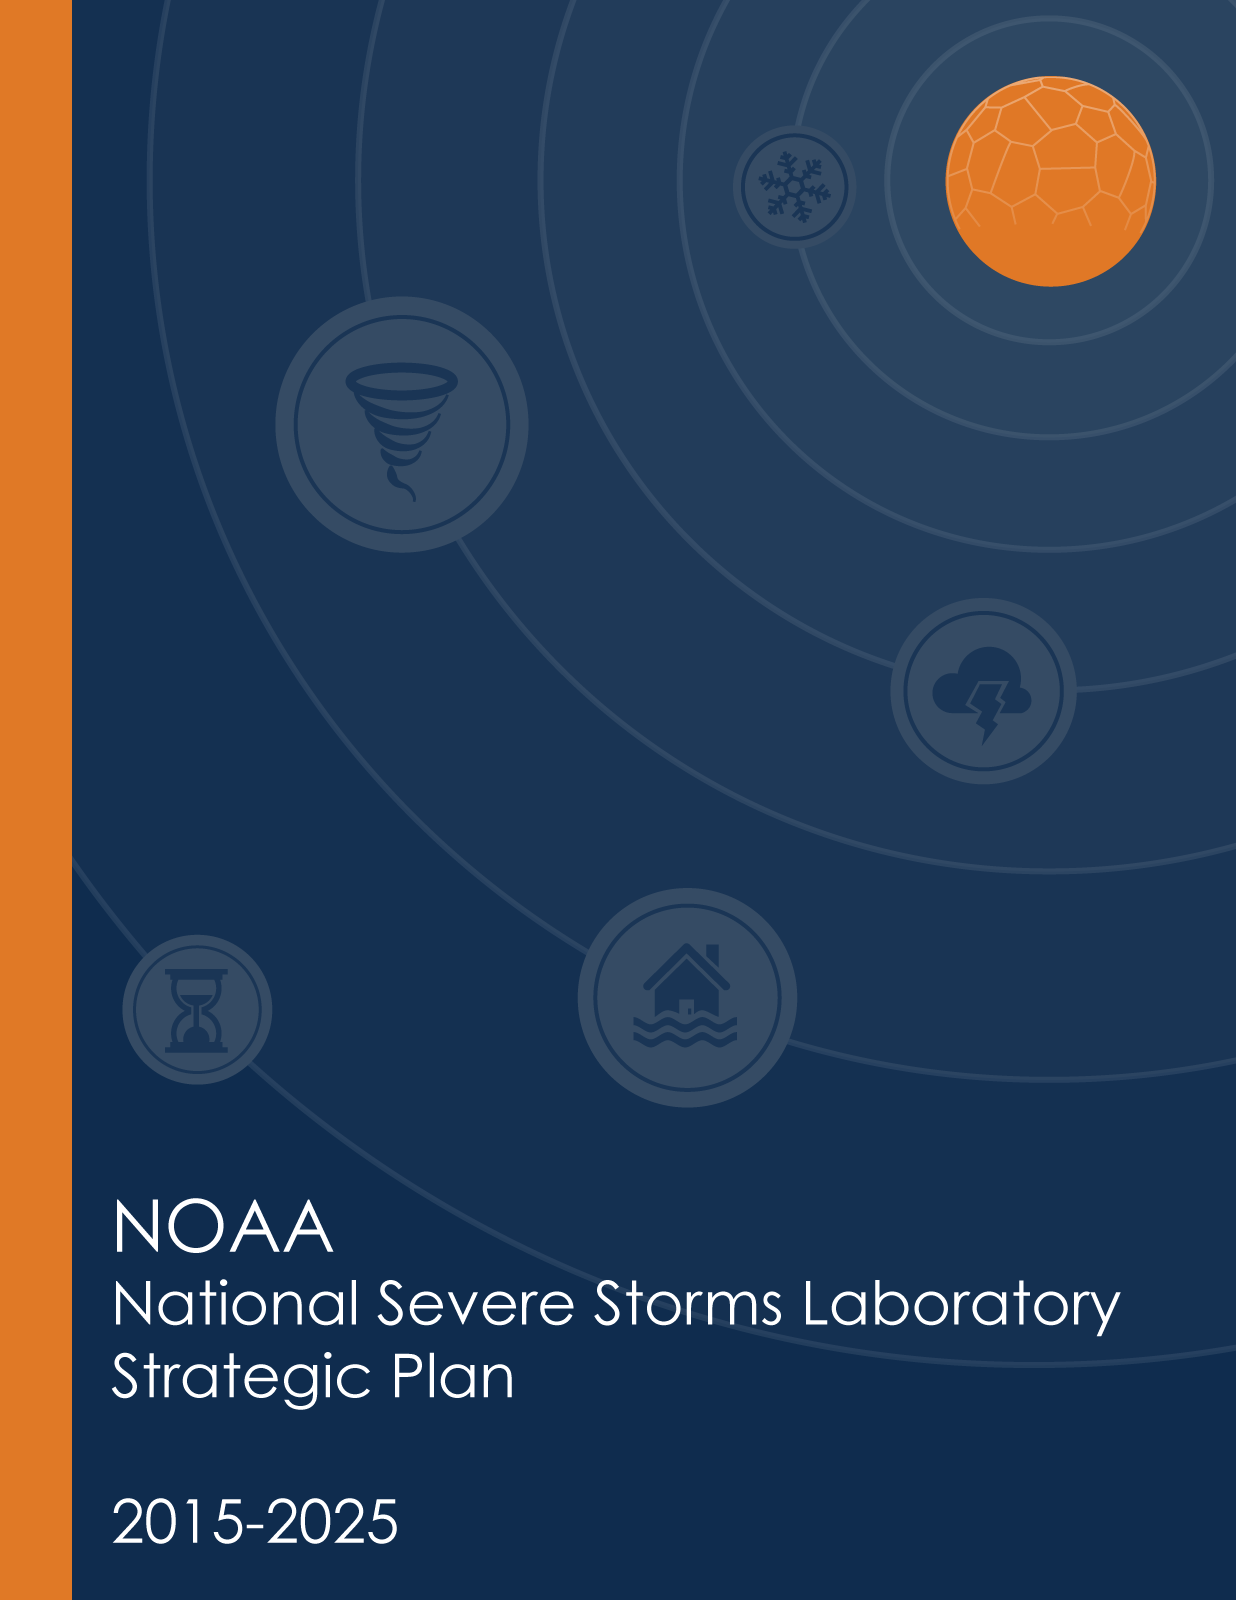 NOAA
National Severe Storms Laboratory
Strategic Plan
2015-2025